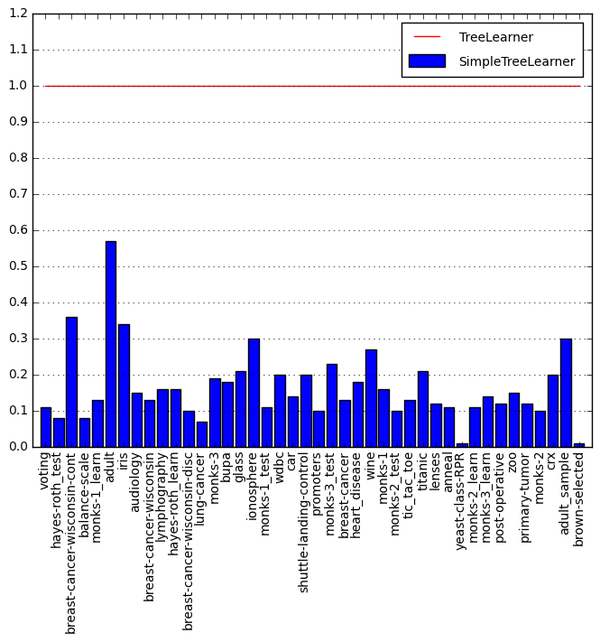 1.2
1.1
1.0
0.9
0.8
0.7
0.6
0.5
0.4
0.3
0.2
0.1
0.0
TreeLearner
SimpleTreeLearner
voting
hayes-roth_test
breast-cancer-wisconsin-cont
balance-scale
monks-1_learn
adult
iris
audiology
breast-cancer-wisconsin
lymphography
hayes-roth_learn
breast-cancer-wisconsin-disc
lung-cancer
monks-3
bupa
glass
ionosphere
monks-1_test
wdbc
car
shuttle-landing-control
promoters
monks-3_test
breast-cancer
heart_disease
wine
monks-1
monks-2_test
tic_tac_toe
titanic
lenses
anneal
yeast-class-RPR
monks-2_learn
monks-3_learn
post-operative
zoo
primary-tumor
monks-2
crx
adult_sample
brown-selected